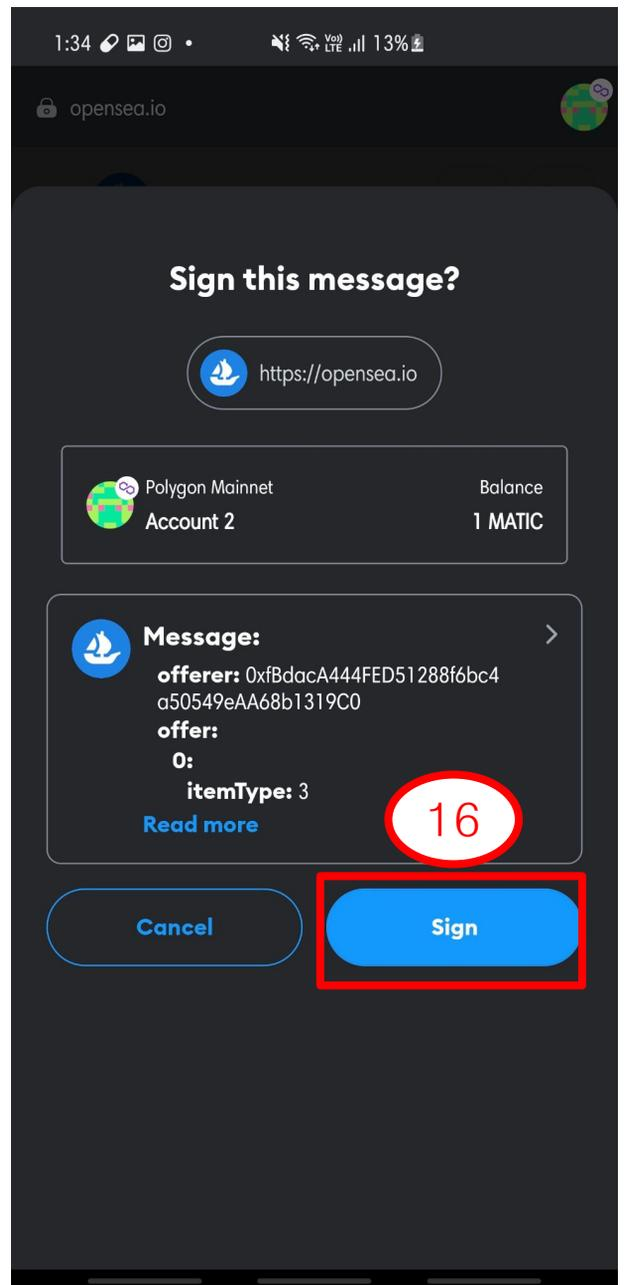 1:34 13%
opensea.io
Sign this message?
https://opensea.io
Polygon Mainnet Balance
Account 2 1 MATIC
Message:
offerer: 0xfBdacA444FED51288f6bc4
a50549eAA68b1319C0
offer:
0:
itemType: 3
Read more
16
Cancel Sign